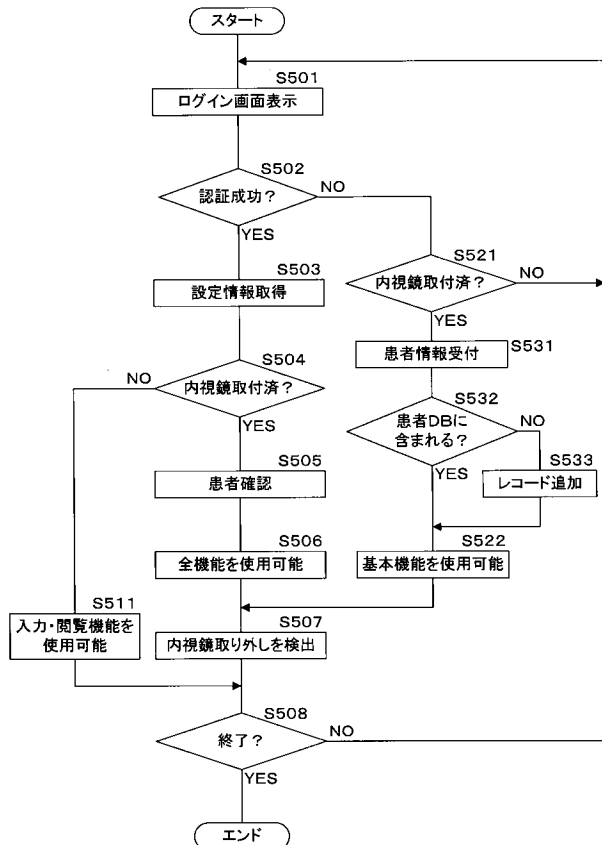 スタート
S501
ログイン画面表示
S502
認証成功？
NO
YES
S503
設定情報取得
S521
内視鏡取付済？
NO
YES
S504
内視鏡取付済？
NO
YES
患者情報受付
S531
S532
患者DBに
含まれる？
NO
YES
S505
患者確認
S533
レコード追加
S506
全機能を使用可能
S522
基本機能を使用可能
S511
入力・閲覧機能を
使用可能
S507
内視鏡取り外しを検出
S508
終了？
NO
YES
エンド